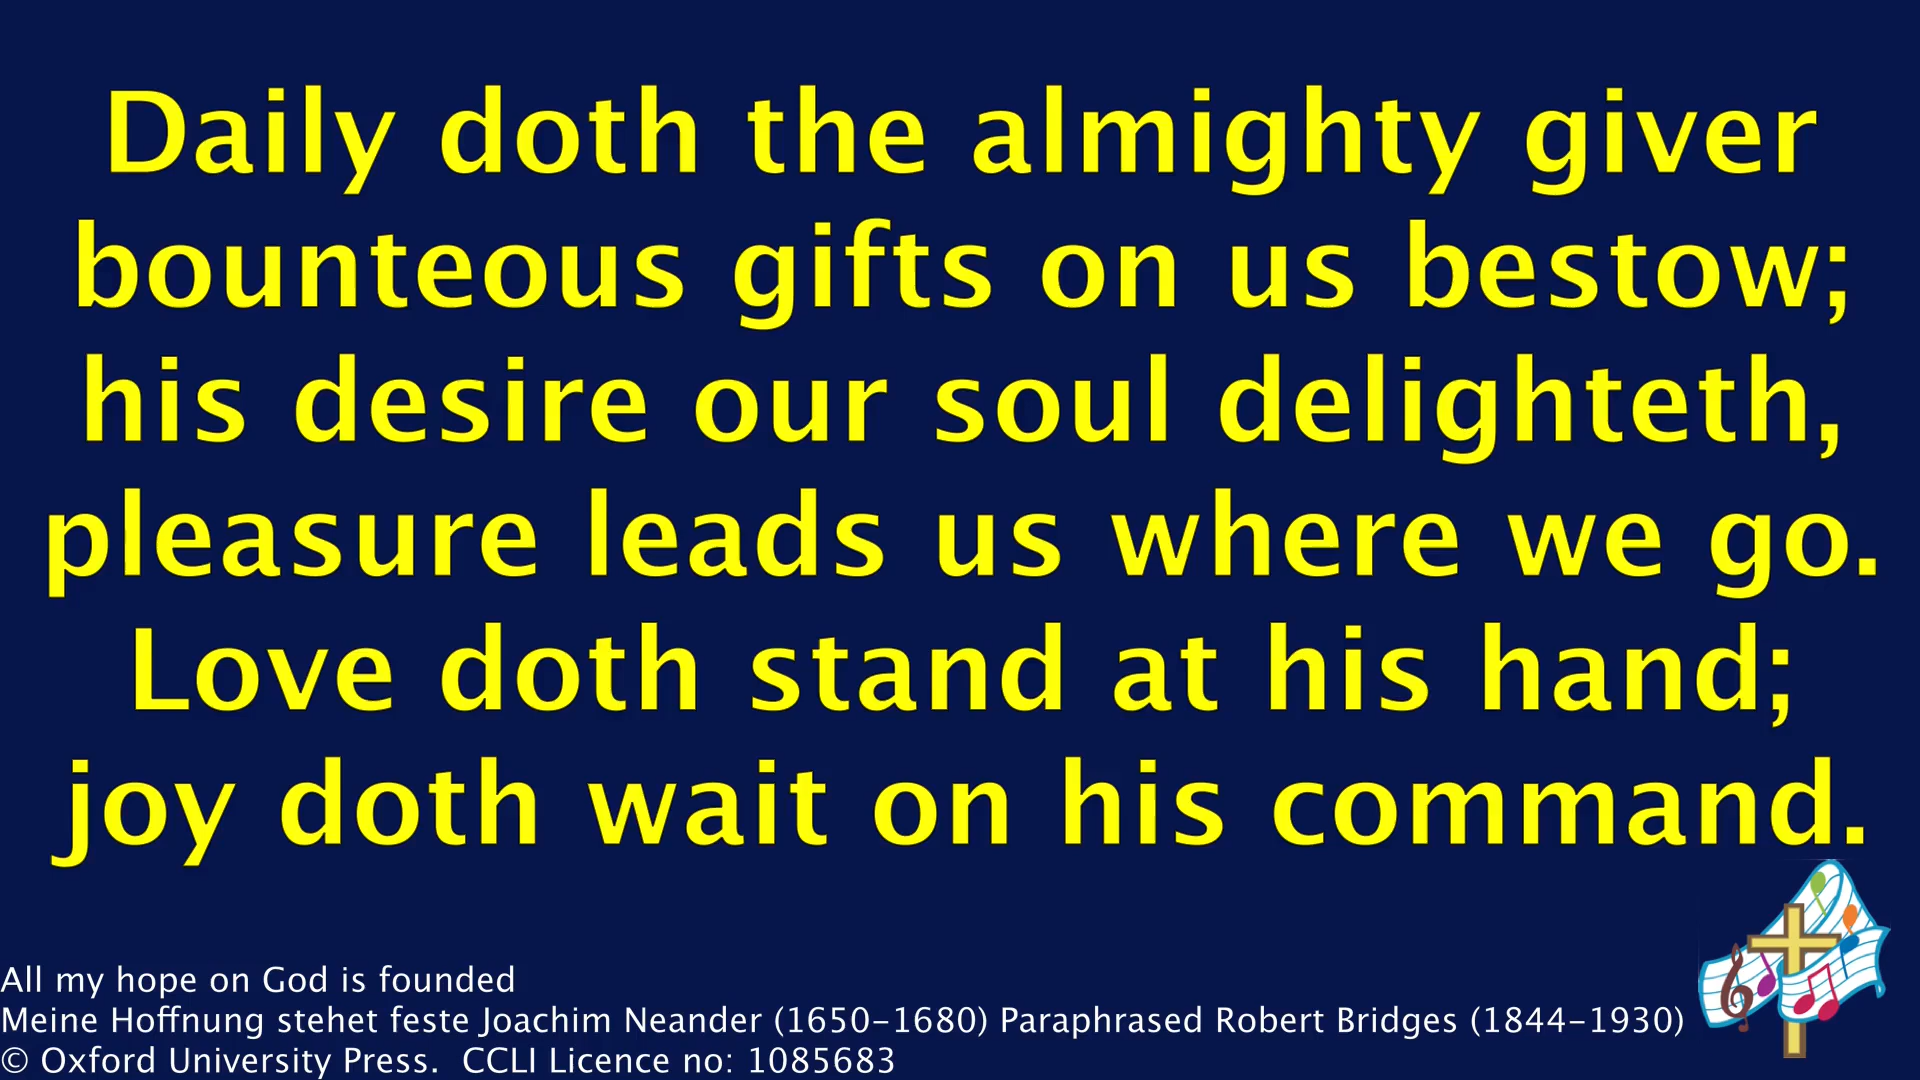 Daily doth the almighty giver
bounteous gifts on us bestow;
his desire our soul delighteth,
pleasure leads us where we go.
Love doth stand at his hand;
joy doth wait on his command.
All my hope on God is founded
Meine Hoffnung stehet feste Joachim Neander (1650–1680) Paraphrased Robert Bridges (1844–1930)
© Oxford University Press.  CCLI Licence no: 1085683